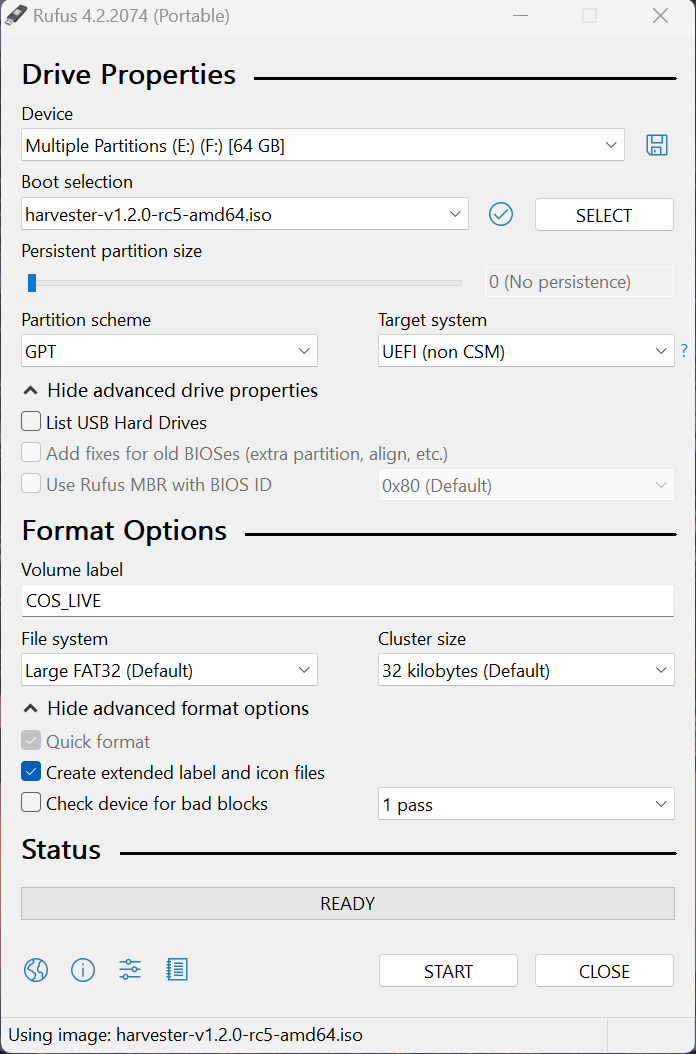 Rufus 4.2.2074 (Portable)
Drive Properties
Device
Multiple Partitions (E:) (F:) [64 GB]
Boot selection
harvester-v1.2.0-rc5-amd64.iso
SELECT
Persistent partition size
0 (No persistence)
Partition scheme
Target system
GPT
UEFI (non CSM)
?
Hide advanced drive properties
List USB Hard Drives
Add fixes for old BIOSes (extra partition, align, etc.)
Use Rufus MBR with BIOS ID
0x80 (Default)
Format Options
Volume label
COS_LIVE
File system
Cluster size
Large FAT32 (Default)
32 kilobytes (Default)
Hide advanced format options
Quick format
Create extended label and icon files
Check device for bad blocks
1 pass
Status
READY
START
CLOSE
Using image: harvester-v1.2.0-rc5-amd64.iso